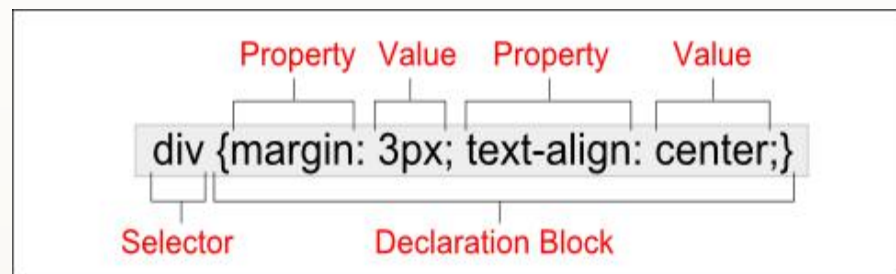 Property Value Property Value
div {margin: 3px; text-align: center;}
Selector Declaration Block